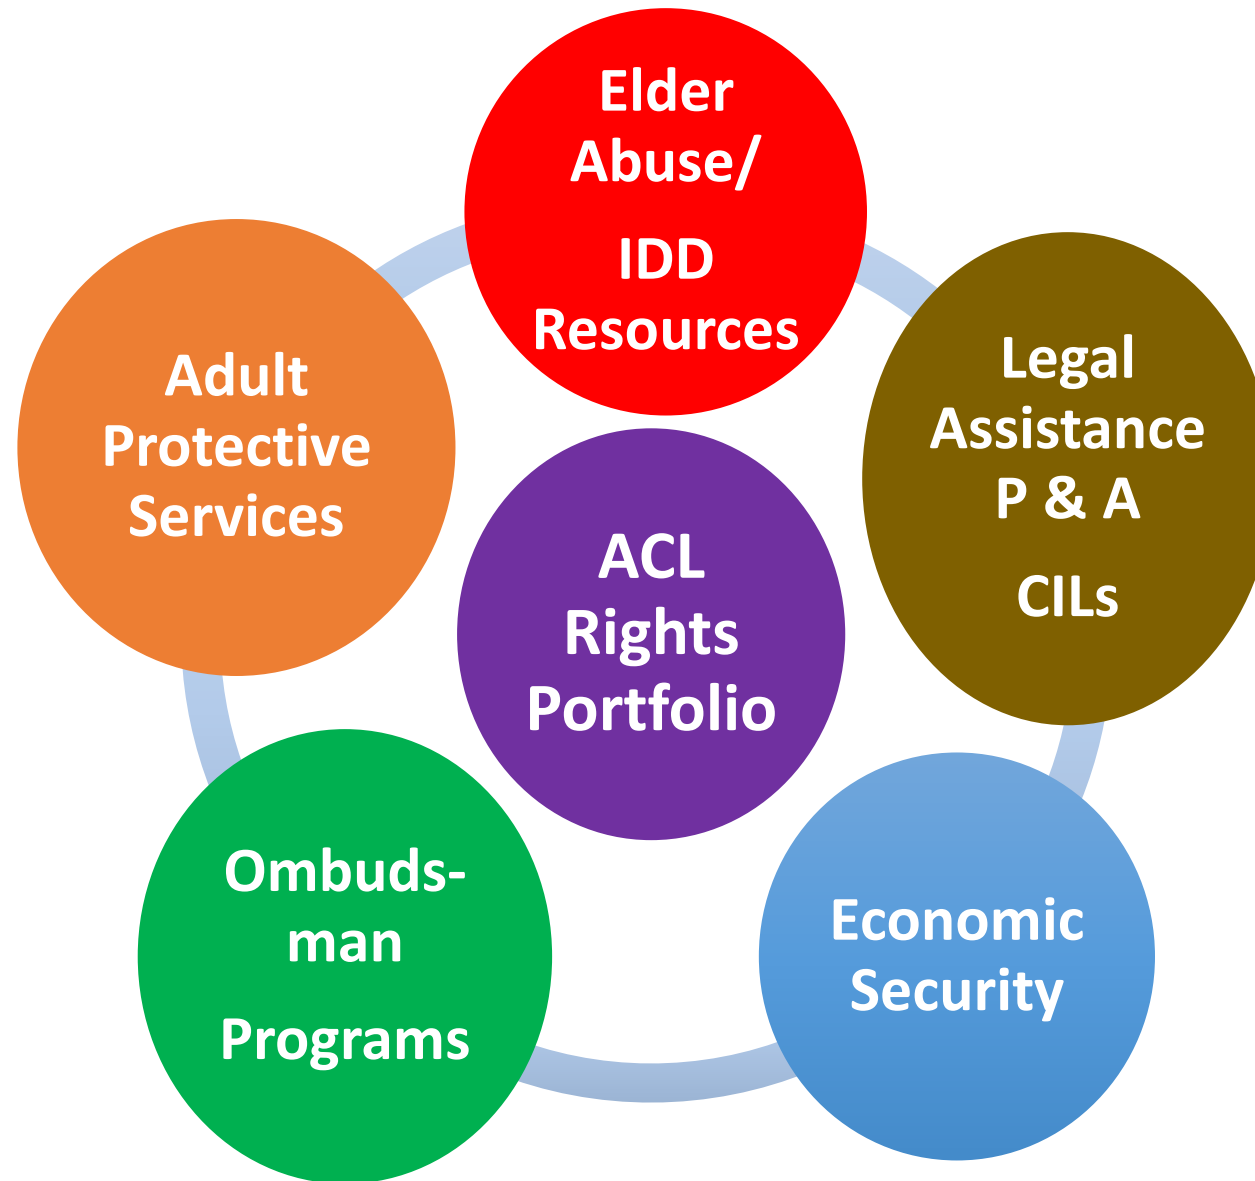 Elder
Abuse/
IDD
Resources
Legal
Assistance
P & A
CILs
Economic
Security
Ombuds-
man
Programs
Adult
Protective
Services
ACL
Rights
Portfolio